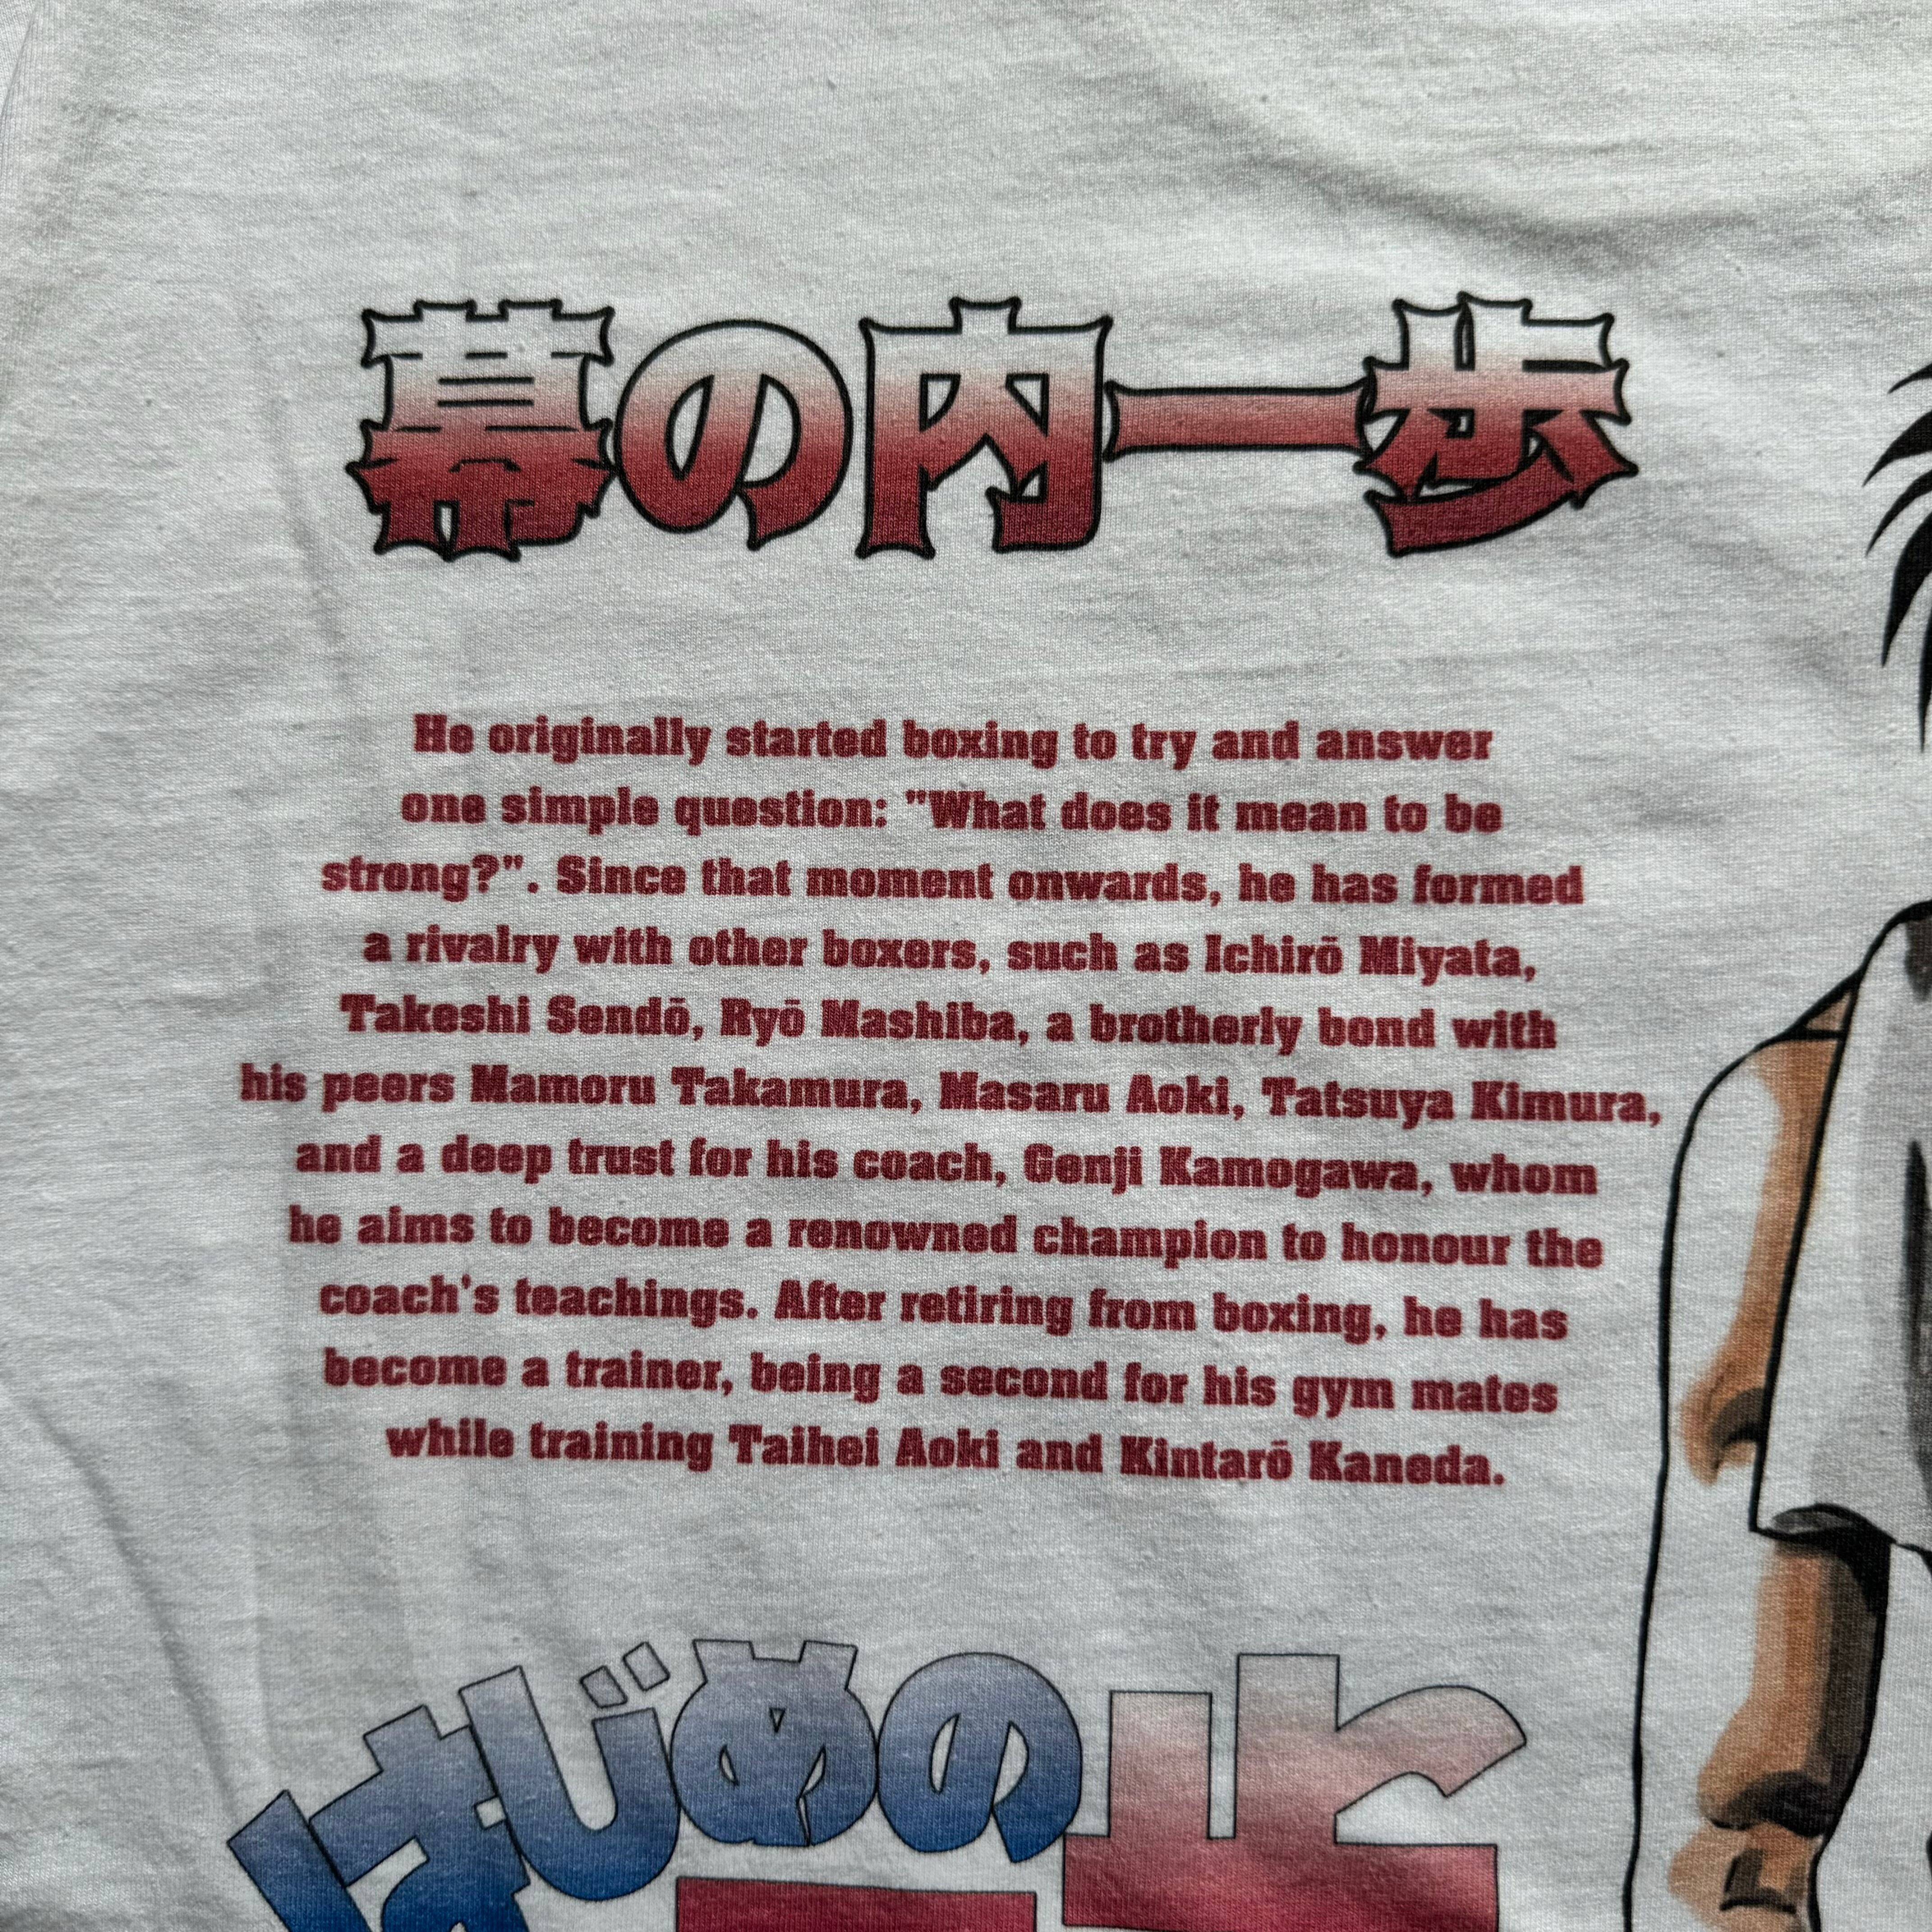 幕の内一歩
He originally started boxing to try and answer
one simple question: "What does it mean to be
strong?". Since that moment onwards, he has formed
a rivalry with other boxers, such as Ichirō Miyata,
Takeshi Sendō, Ryō Mashiba, a brotherly bond with
his peers Mamoru Takamura, Masaru Aoki, Tatsuya Kimura,
and a deep trust for his coach, Genji Kamogawa, whom
he aims to become a renowned champion to honour the
coach's teachings. After retiring from boxing, he has
become a trainer, being a second for his gym mates
while training Taihei Aoki and Kintarō Kaneda.
はじめの